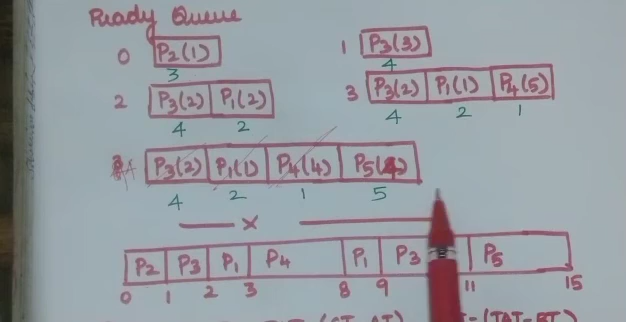 Ready Queue
0 P2(1) 1 P3(3)
3 4
2 P3(2) P1(2) 3 P3(2) P1(1) P4(5)
4 2 4 2 1
P3(2) P1(1) P4(4) P5(4)
4 2 1 5
x
P2 P3 P1 P4 P1 P3 P5
0 1 2 3 8 9 11 15
(TAT-BT)